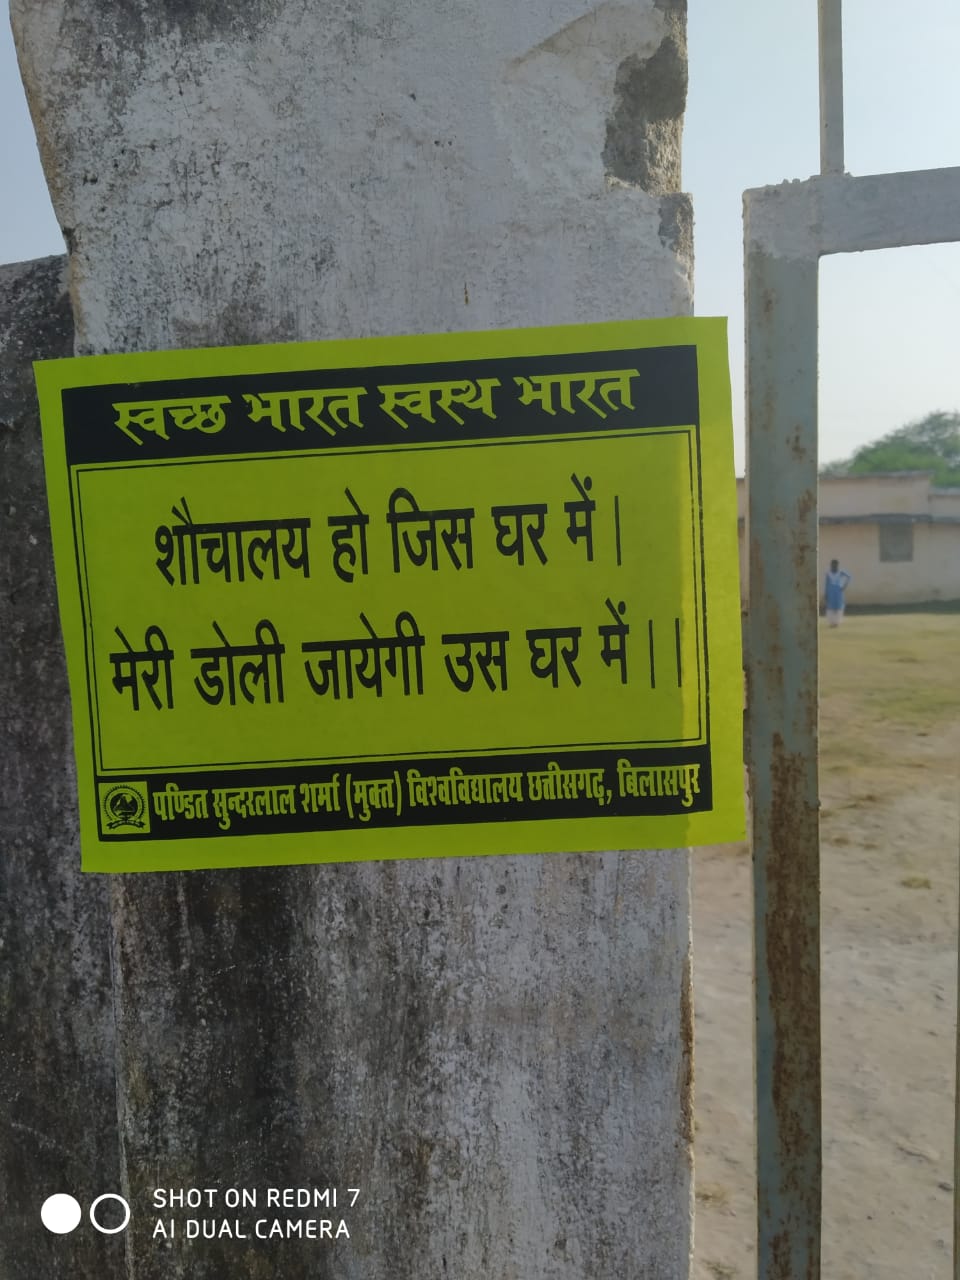 स्वच्छ भारत स्वस्थ भारत
शौचालय हो जिस घर में।
मेरी डोली जायेगी उस घर में।।
पण्डित सुन्दरलाल शर्मा (मुक्त) विश्वविद्यालय छत्तीसगढ़, बिलासपुर
SHOT ON REDMI 7
AI DUAL CAMERA